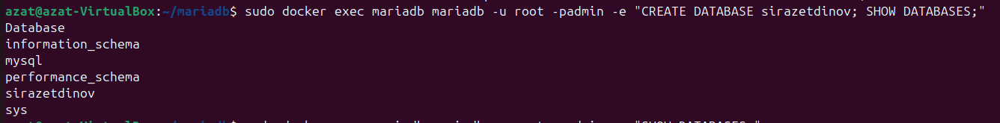 azat@azat-VirtualBox:~/mariadb$ sudo docker exec mariadb mariadb -u root -padmin -e "CREATE DATABASE sirazetdinov; SHOW DATABASES;"
Database
information_schema
mysql
performance_schema
sirazetdinov
sys